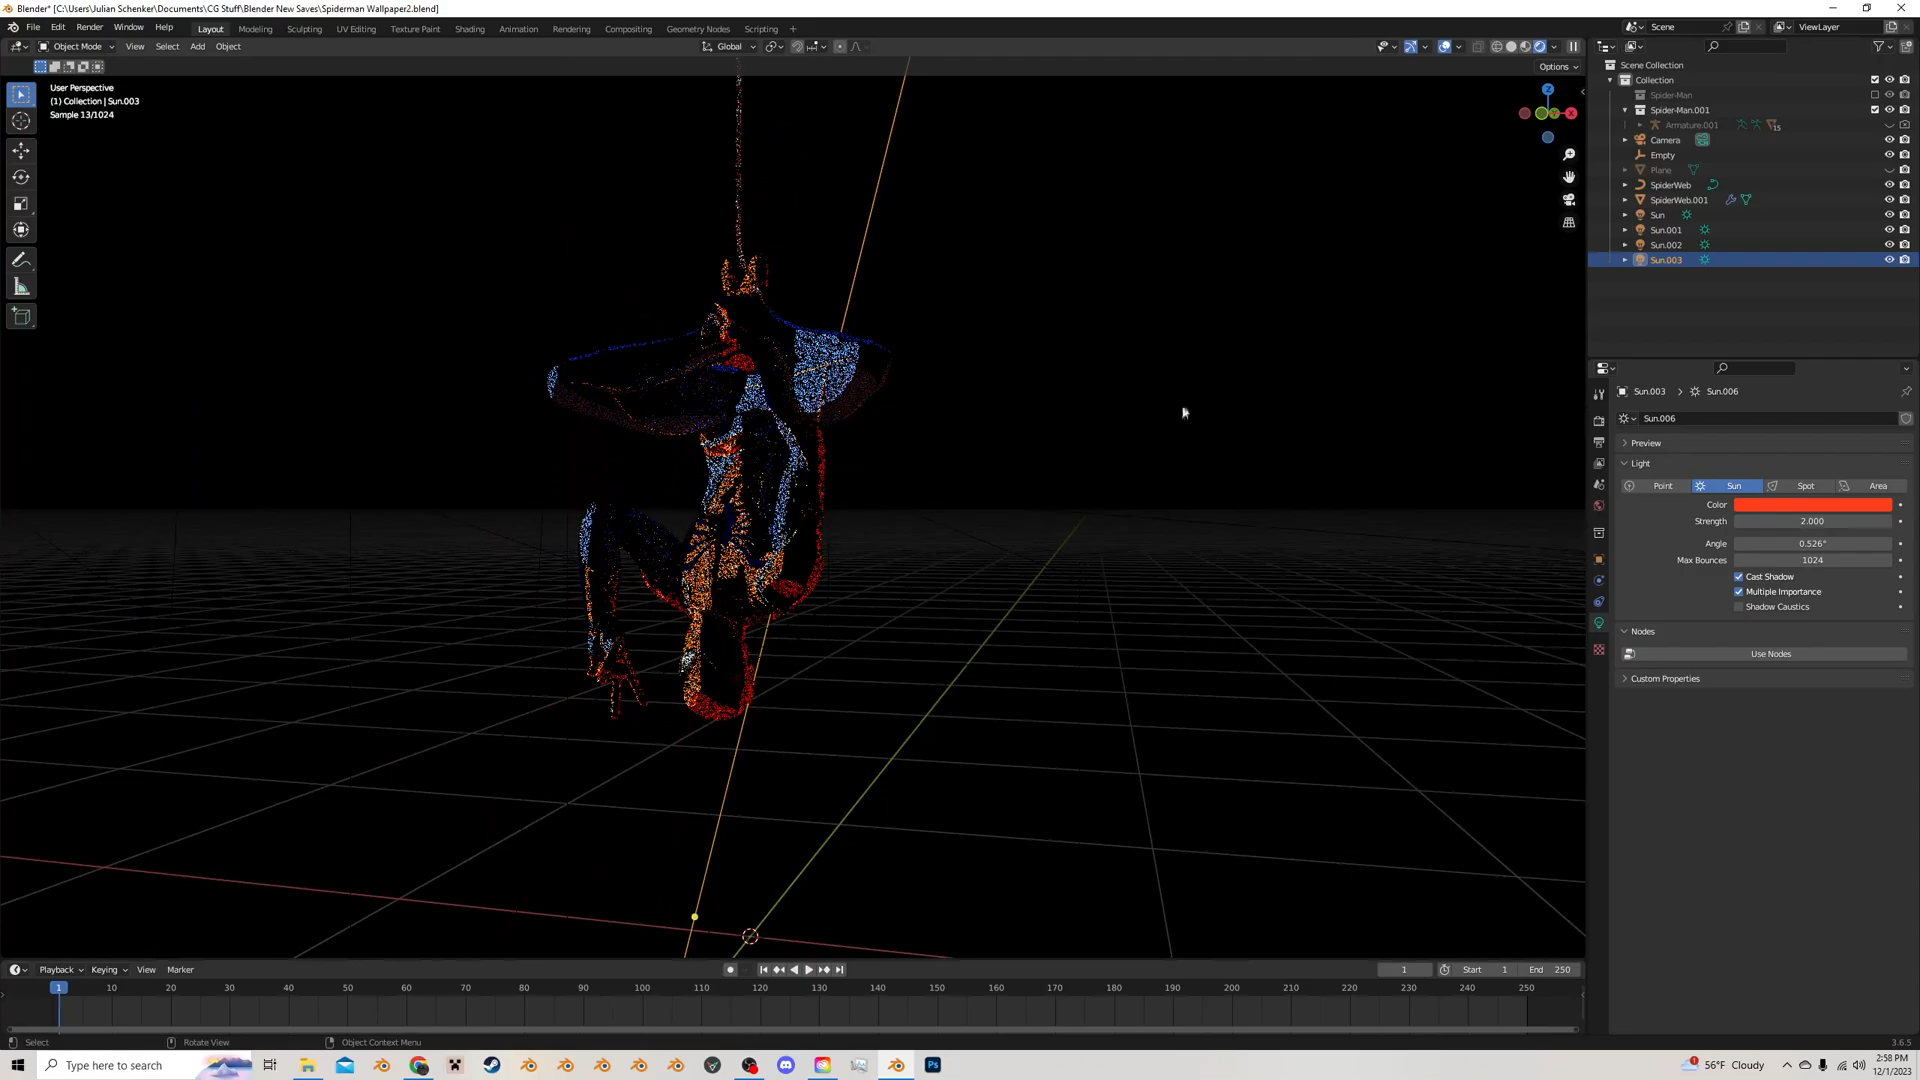 Blender* [C:\Users\Julian Schenker\Documents\CG Stuff\Blender New Saves\Spiderman Wallpaper2.blend]
File Edit Render Window Help Layout Modeling Sculpting UV Editing Texture Paint Shading Animation Rendering Compositing Geometry Nodes Scripting + Scene ViewLayer
Object Mode View Select Add Object Global
Options
User Perspective
(1) Collection | Sun.003
Sample 13/1024
Z
X
Scene Collection
Collection
Spider-Man
Spider-Man.001
Armature.001 15
Camera
Empty
Plane
SpiderWeb
SpiderWeb.001
Sun
Sun.001
Sun.002
Sun.003
Sun.003 > Sun.006
Sun.006
Preview
Light
Point Sun Spot Area
Color
Strength 2.000
Angle 0.526°
Max Bounces 1024
Cast Shadow
Multiple Importance
Shadow Caustics
Nodes
Use Nodes
Custom Properties
Playback Keying View Marker 1 Start 1 End 250
1 10 20 30 40 50 60 70 80 90 100 110 120 130 140 150 160 170 180 190 200 210 220 230 240 250
Select Rotate View Object Context Menu 3.6.5
Type here to search Ps 1 56°F Cloudy 2:58 PM
12/1/2023